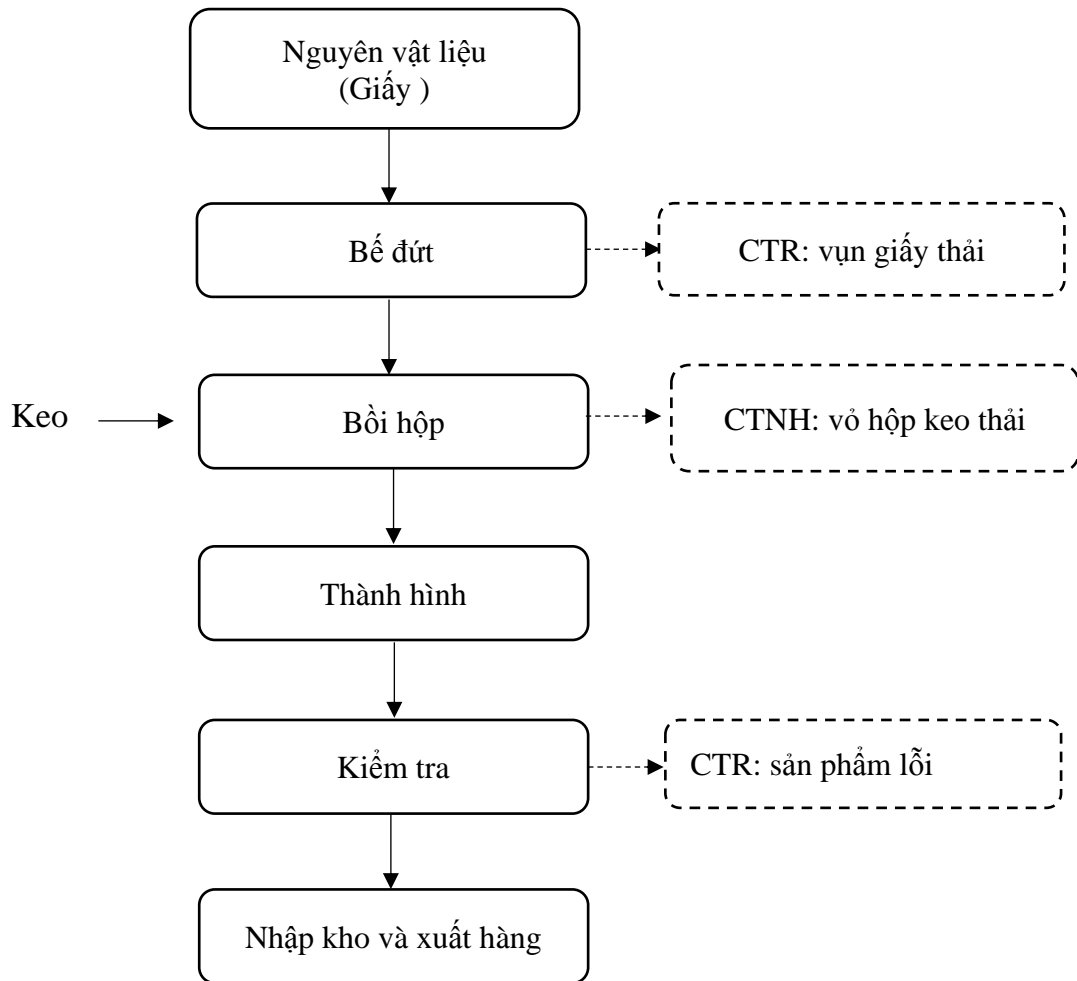 Nguyên vật liệu
(Giấy )
Bế đứt
CTR: vụn giấy thải
Keo
Bồi hộp
CTNH: vỏ hộp keo thải
Thành hình
Kiểm tra
CTR: sản phẩm lỗi
Nhập kho và xuất hàng